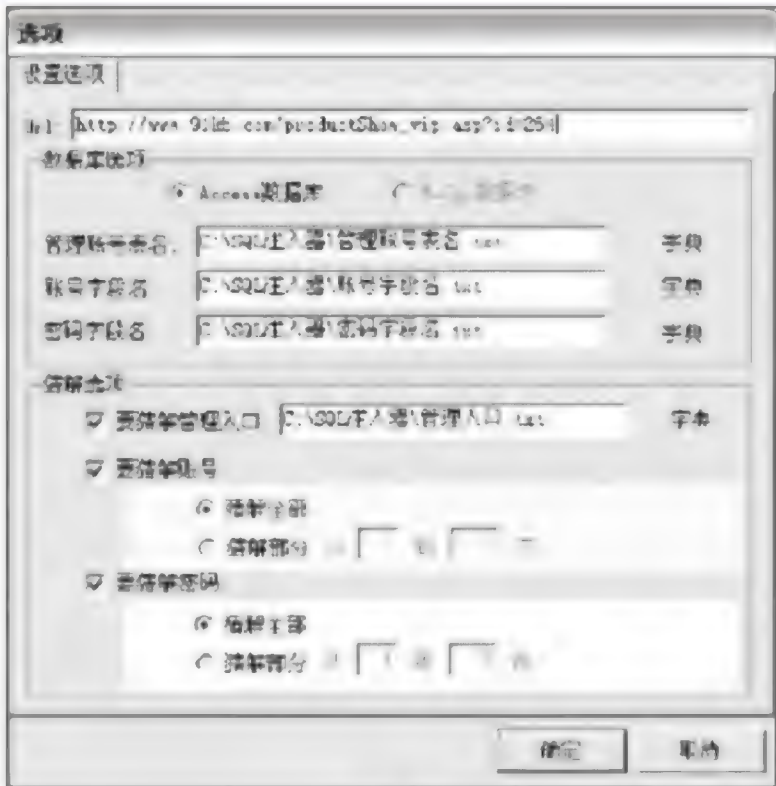 选项
设置选项
Url: http://www.
数据库选项
Access数据库
管理账号表名: C:\SQL注入器\管理账号表名.txt 字典
账号字段名 C:\SQL注入器\账号字段名.txt 字典
密码字段名 C:\SQL注入器\密码字段名.txt 字典
猜解选项
要猜解管理入口 C:\SQL注入器\管理入口.txt 字典
要猜解账号
猜解全部
猜解部分
要猜解密码
猜解全部
猜解部分
确定 取消